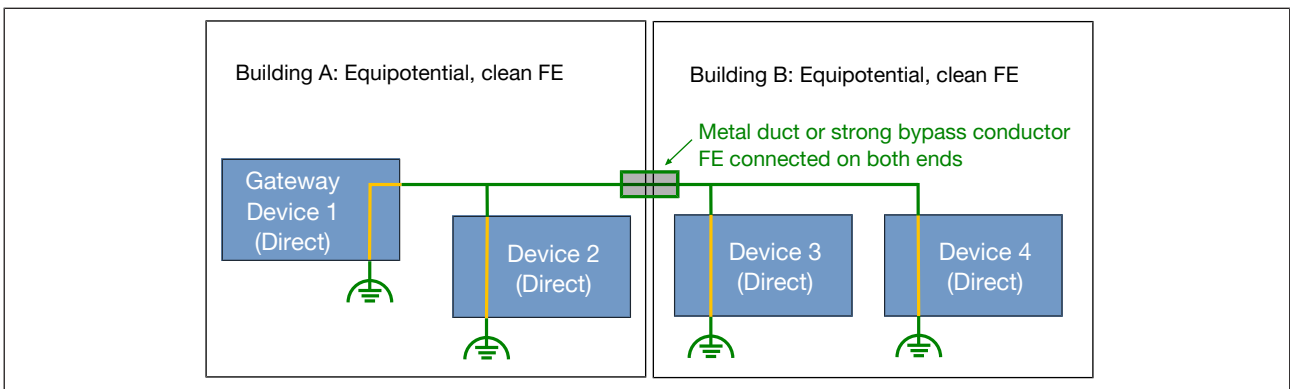 Building A: Equipotential, clean FE
Building B: Equipotential, clean FE
Metal duct or strong bypass conductor
FE connected on both ends
Gateway
Device 1
(Direct)
Device 2
(Direct)
Device 3
(Direct)
Device 4
(Direct)